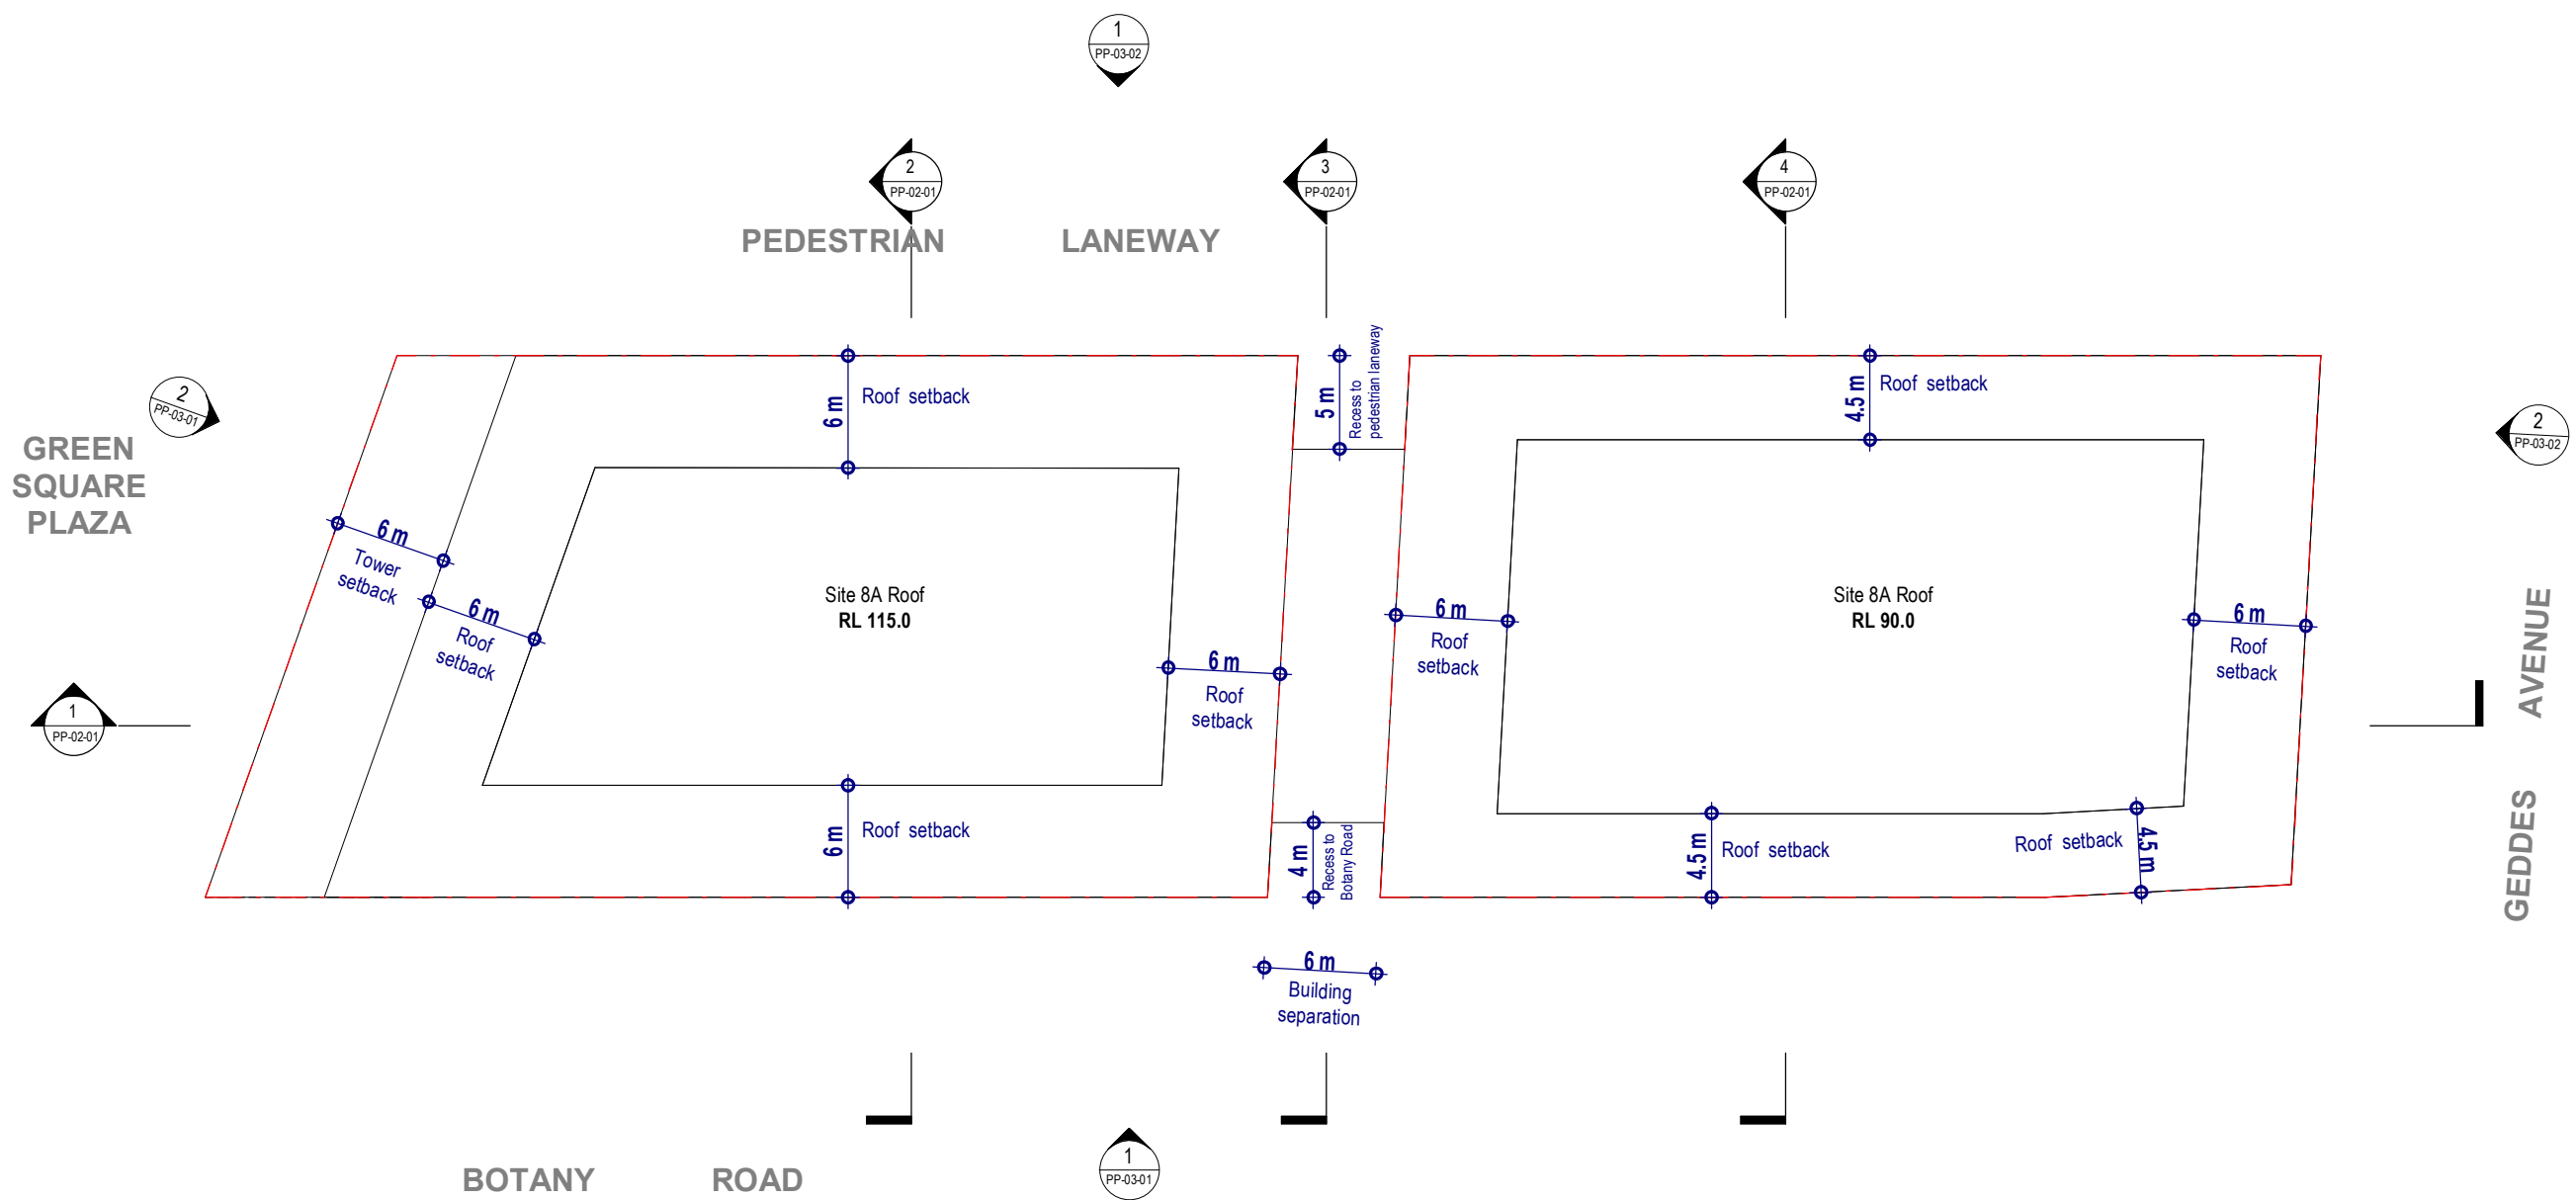 1
PP-03-02
2
PP-02-01
3
PP-02-01
4
PP-02-01
PEDESTRIAN LANEWAY
2
PP-03-01
GREEN
SQUARE
PLAZA
6 m
Roof setback
5 m
Recess to
pedestrian laneway
4.5 m
Roof setback
2
PP-03-02
6 m
Tower
setback
6 m
Roof
setback
Site 8A Roof
RL 115.0
6 m
Roof
setback
6 m
Roof
setback
Site 8A Roof
RL 90.0
6 m
Roof
setback
GEDDES AVENUE
1
PP-02-01
6 m
Roof setback
4 m
Recess to
Botany Road
4.5 m
Roof setback
Roof setback
4.5 m
6 m
Building
separation
BOTANY ROAD
1
PP-03-01